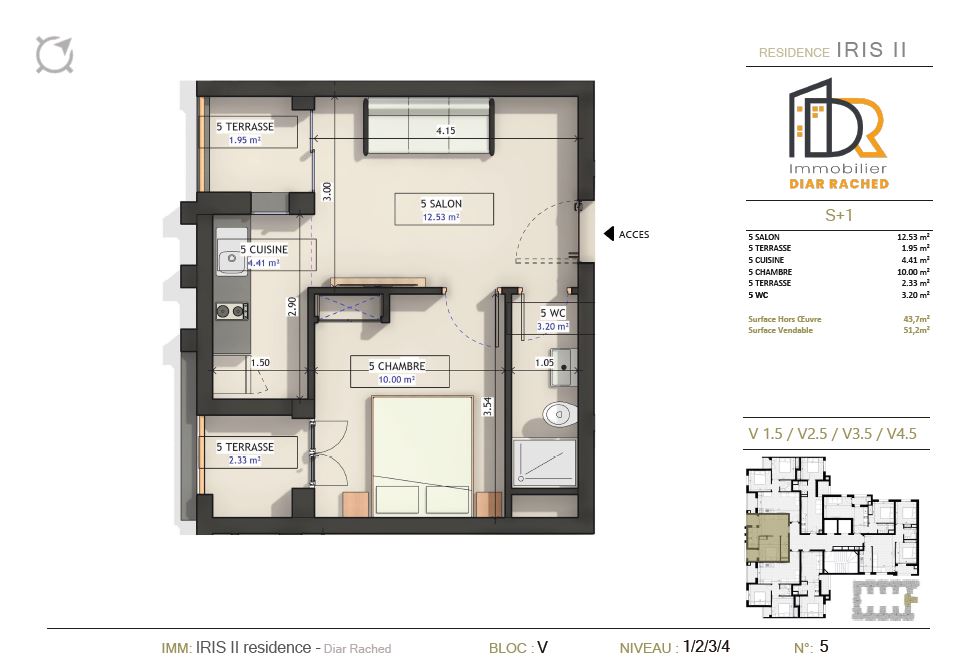 RESIDENCE IRIS II
DR
Immobilier
DIAR RACHED
S+1
5 SALON 12.53 m²
5 TERRASSE 1.95 m²
5 CUISINE 4.41 m²
5 CHAMBRE 10.00 m²
5 TERRASSE 2.33 m²
5 WC 3.20 m²
Surface Hors Œuvre 43,7m²
Surface Vendable 51,2m²
V 1.5 / V2.5 / V3.5 / V4.5
5 TERRASSE
1.95 m²
4.15
3.00
5 SALON
12.53 m²
ACCES
5 CUISINE
4.41 m²
2.90
1.50
5 WC
3.20 m²
1.05
5 CHAMBRE
10.00 m²
3.54
5 TERRASSE
2.33 m²
IMM: IRIS II residence - Diar Rached BLOC : V NIVEAU : 1/2/3/4 N°: 5